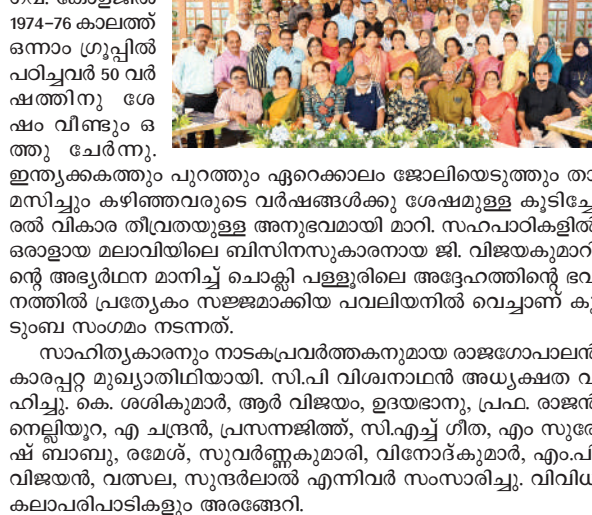 ഗവ. കോളജിൽ
1974-76 കാലത്ത്
ഒന്നാം ഗ്രൂപ്പിൽ
പഠിച്ചവർ 50 വർ
ഷത്തിനു ശേ
ഷം വീണ്ടും ഒ
ത്തു ചേർന്നു.
ഇന്ത്യക്കകത്തും പുറത്തും ഏറെക്കാലം ജോലിയെടുത്തും താ
മസിച്ചും കഴിഞ്ഞവരുടെ വർഷങ്ങൾക്കു ശേഷമുള്ള കൂടിച്ചേ
രൽ വികാര തീവ്രതയുള്ള അനുഭവമായി മാറി. സഹപാഠികളിൽ
ഒരാളായ മലാവിയിലെ ബിസിനസുകാരനായ ജി. വിജയകുമാറി
ന്റെ അഭ്യർഥന മാനിച്ച് ചൊക്ലി പള്ളൂരിലെ അദ്ദേഹത്തിന്റെ ഭവ
നത്തിൽ പ്രത്യേകം സജ്ജമാക്കിയ പവലിയനിൽ വെച്ചാണ് കു
ടുംബ സംഗമം നടന്നത്.
സാഹിത്യകാരനും നാടകപ്രവർത്തകനുമായ രാജഗോപാലൻ
കാരപ്പറ്റ മുഖ്യാതിഥിയായി. സി.പി വിശ്വനാഥൻ അധ്യക്ഷത വ
ഹിച്ചു. കെ. ശശികുമാർ, ആർ വിജയം, ഉദയഭാനു, പ്രഫ. രാജൻ
നെല്ലിയൂറ, എ ചന്ദ്രൻ, പ്രസന്നജിത്ത്, സി.എച്ച് ഗീത, എം സുരേ
ഷ് ബാബു, രമേശ്, സുവർണ്ണകുമാരി, വിനോദ്കുമാർ, എം.പി
വിജയൻ, വത്സല, സുന്ദർലാൽ എന്നിവർ സംസാരിച്ചു. വിവിധ
കലാപരിപാടികളും അരങ്ങേറി.